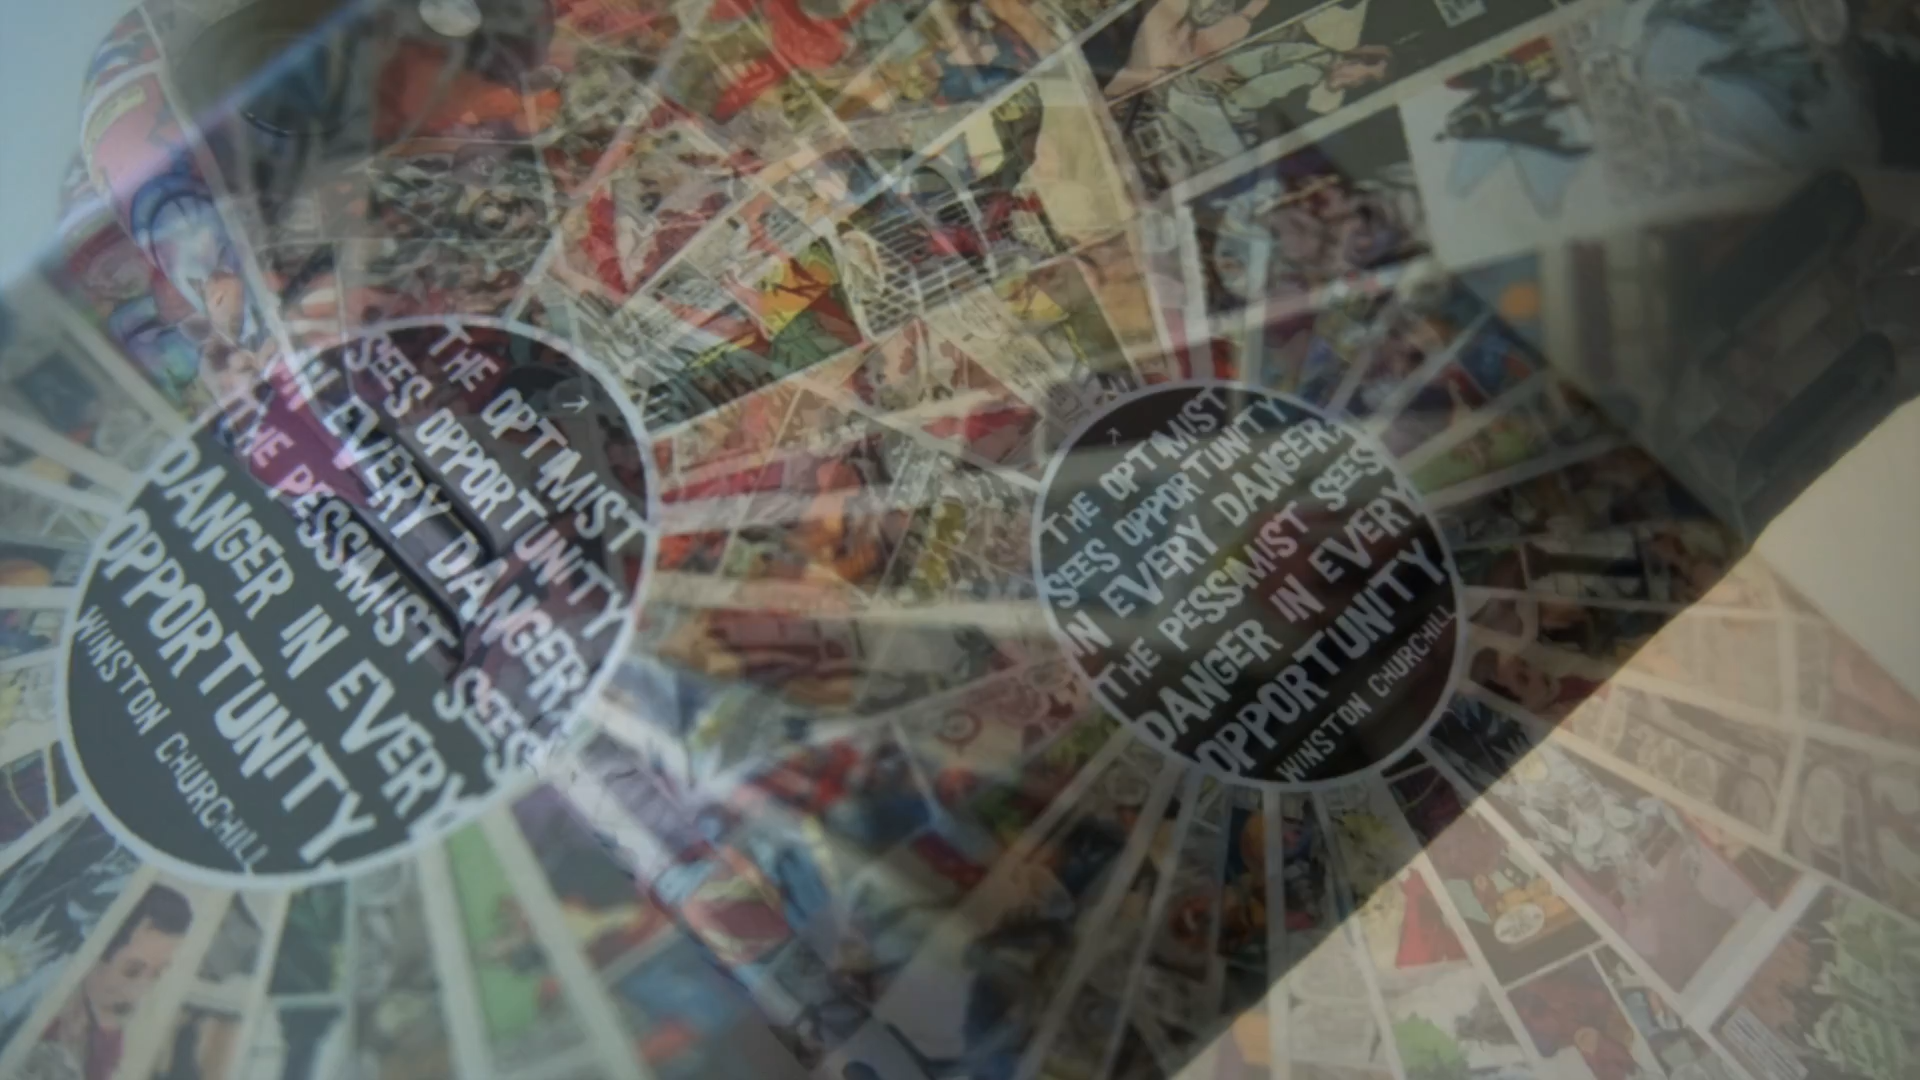 THE OPTIMIST
SEES OPPORTUNITY
IN EVERY DANGER;
THE PESSIMIST SEES
DANGER IN EVERY
OPPORTUNITY.
WINSTON CHURCHILL
THE OPTIMIST
SEES OPPORTUNITY
IN EVERY DANGER;
THE PESSIMIST SEES
DANGER IN EVERY
OPPORTUNITY.
WINSTON CHURCHILL